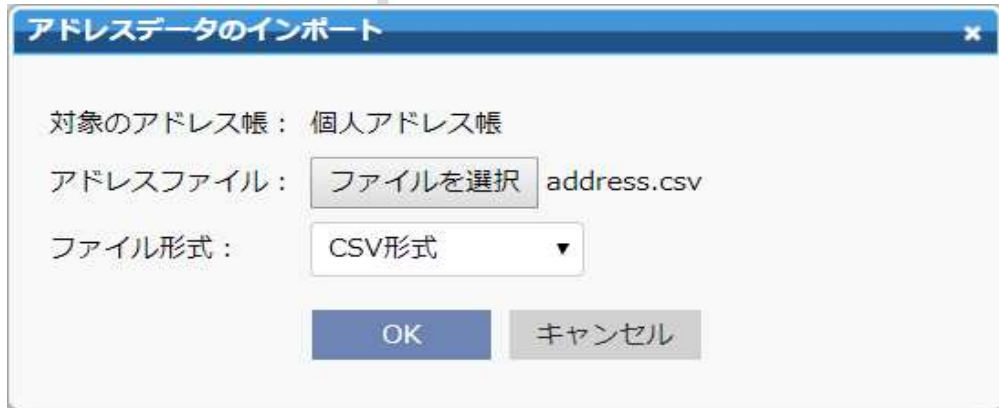 アドレスデータのインポート ×
対象のアドレス帳： 個人アドレス帳
アドレスファイル： ファイルを選択 address.csv
ファイル形式： CSV形式 ▼
OK キャンセル